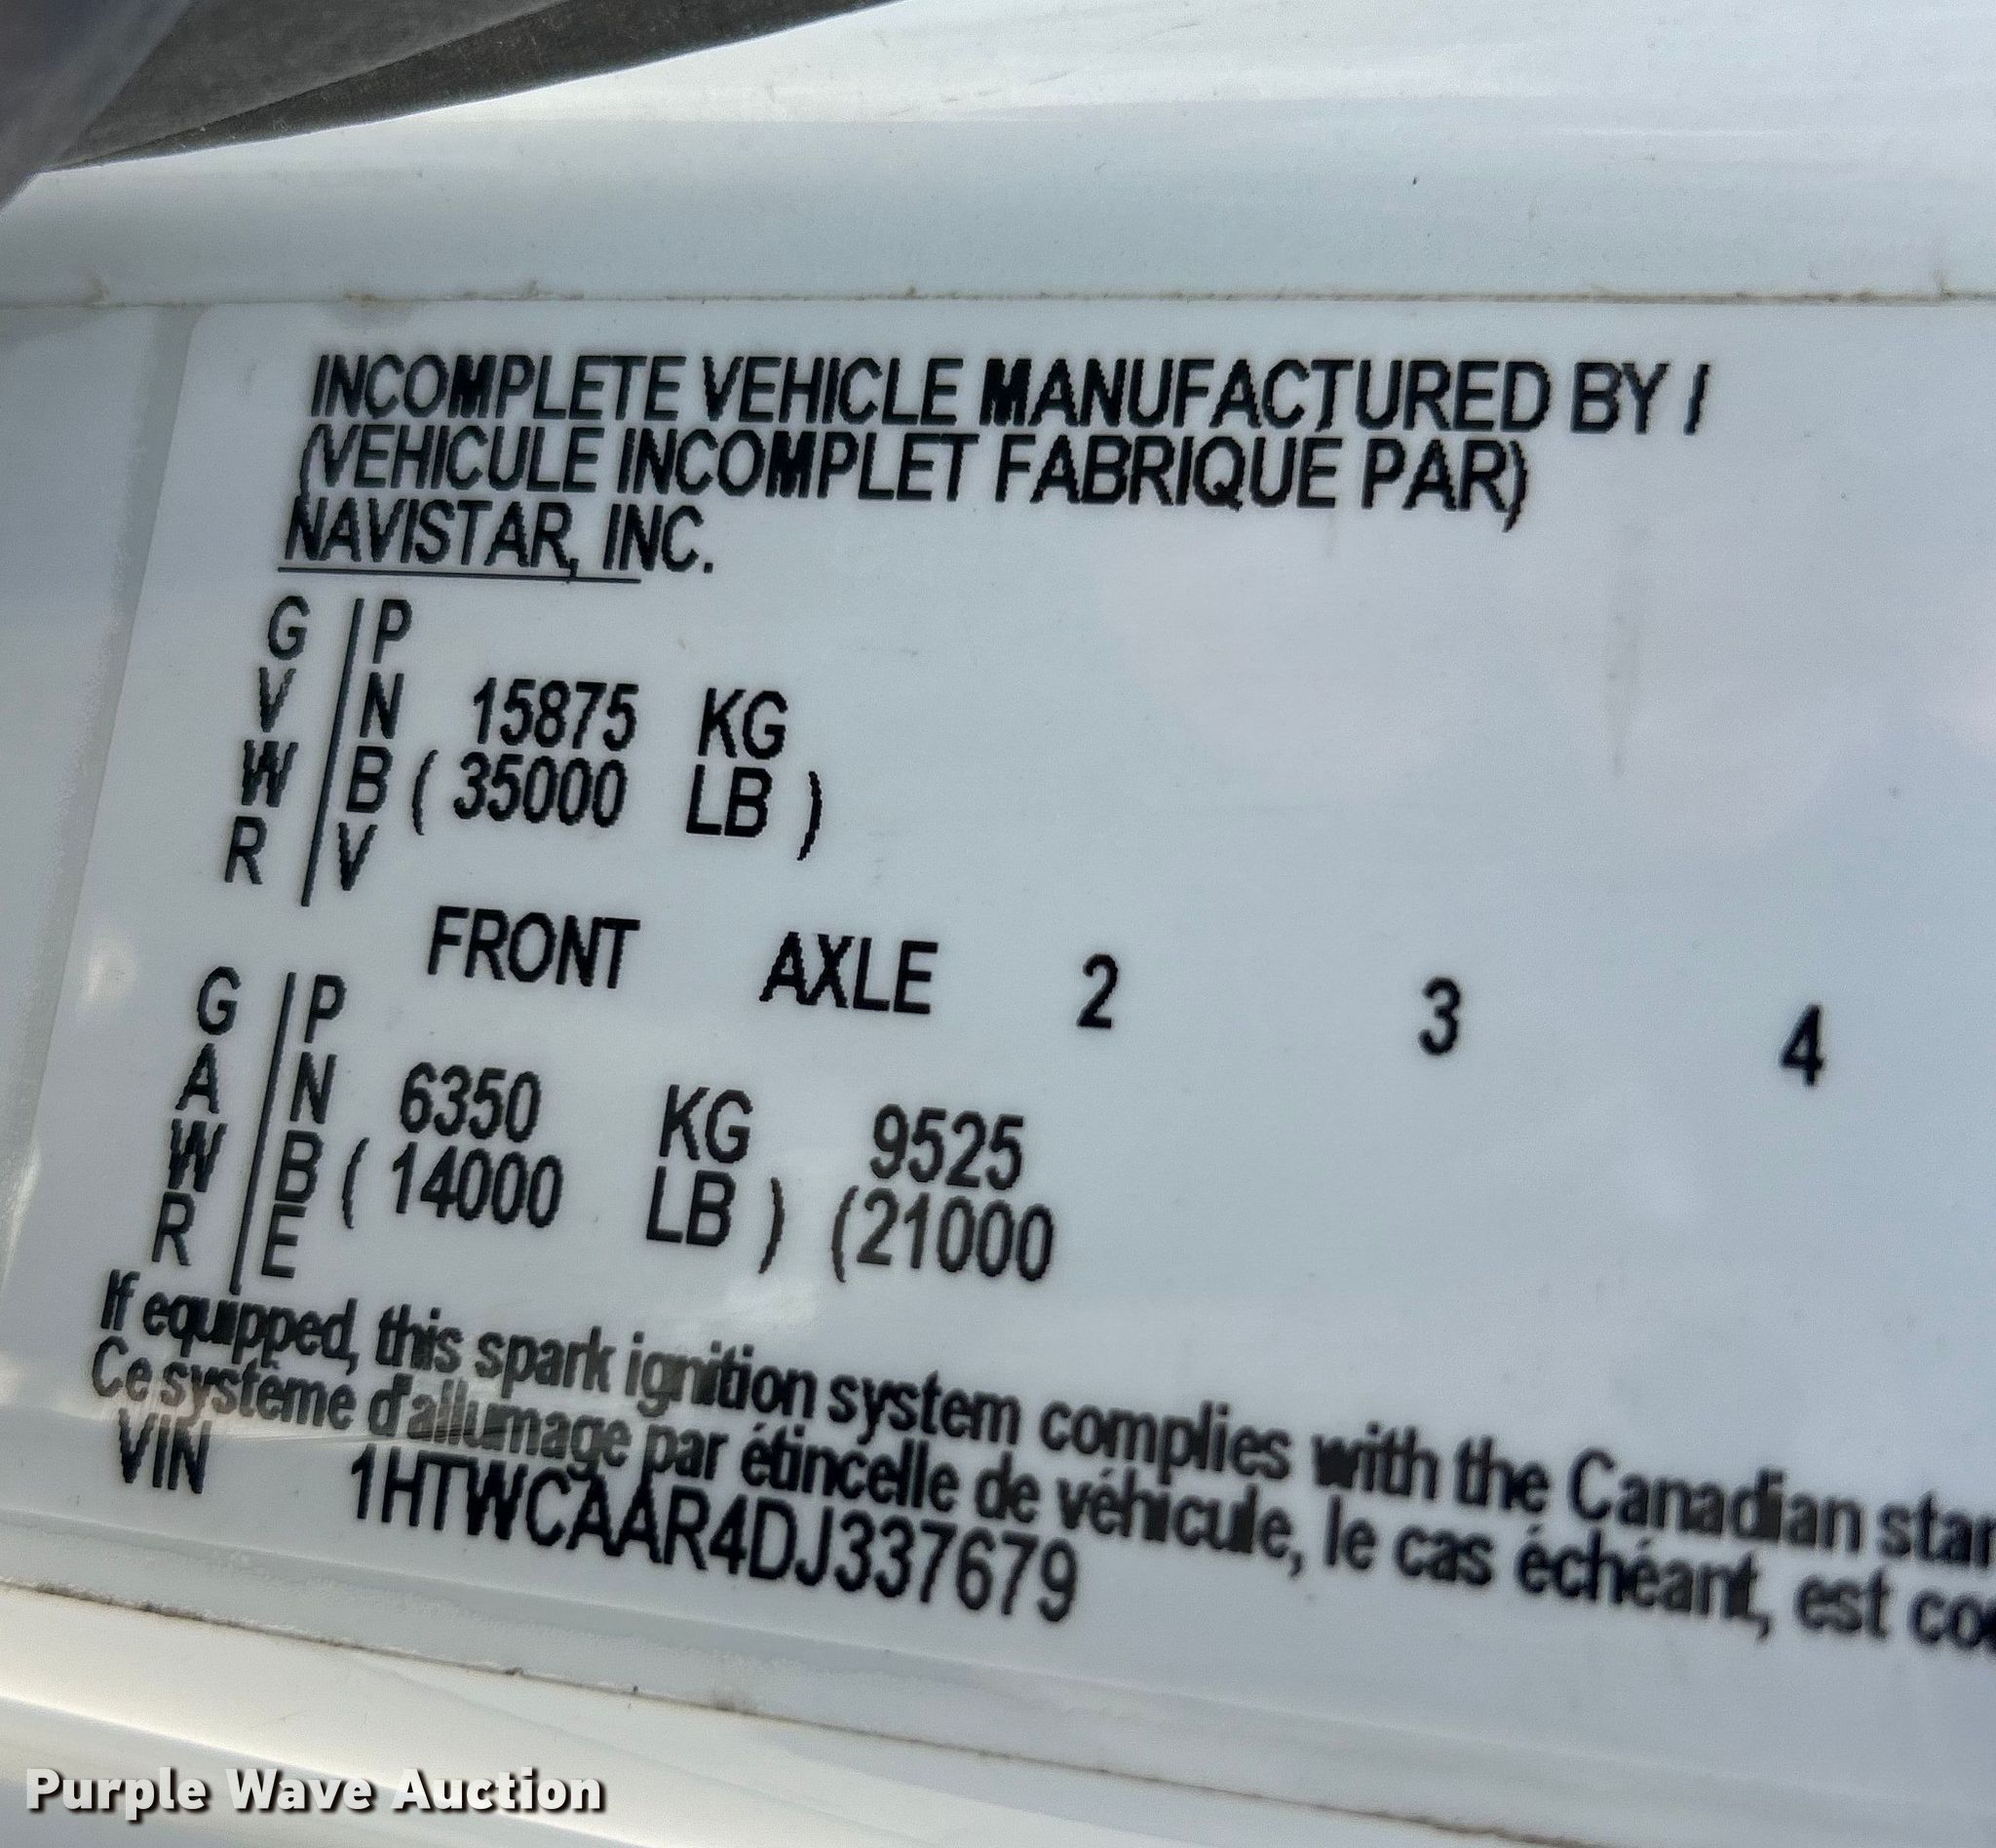 INCOMPLETE VEHICLE MANUFACTURED BY /
(VEHICULE INCOMPLET FABRIQUE PAR)
NAVISTAR, INC.
G | P
V | N 15875 KG
W | B ( 35000 LB )
R | V
FRONT AXLE 2 3 4
G | P
A | N 6350 KG 9525
W | B ( 14000 LB ) (21000
R | E
If equipped, this spark ignition system complies with the Canadian stan
Ce système d'allumage par étincelle de véhicule, le cas échéant, est co
VIN 1HTWCAAR4DJ337679
Purple Wave Auction